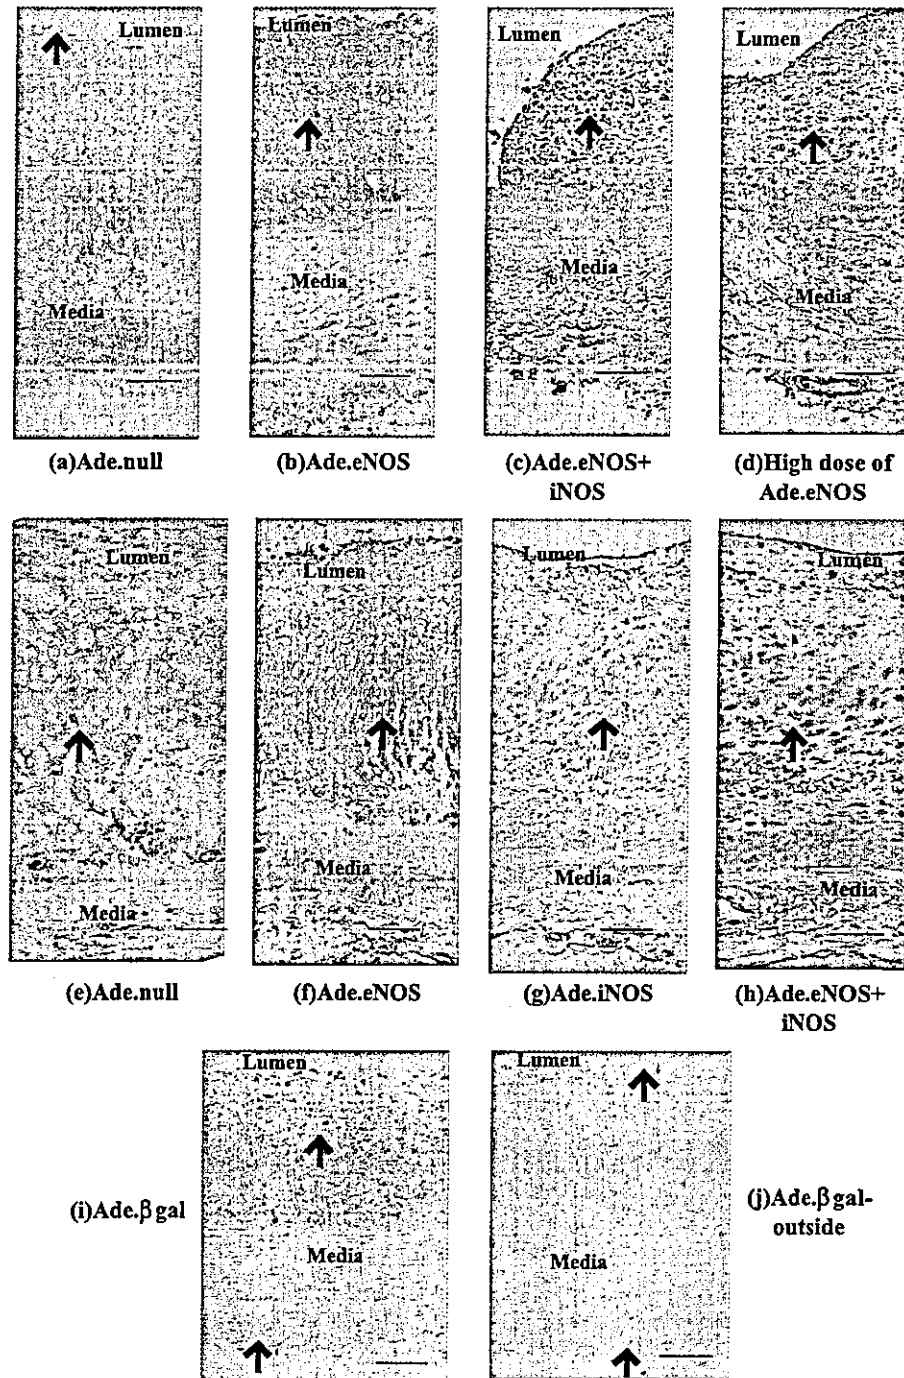 Lumen
Lumen
Lumen
Lumen
Media
Media
Media
Media
(a)Ade.null
(b)Ade.eNOS
(c)Ade.eNOS+
iNOS
(d)High dose of
Ade.eNOS
Lumen
Lumen
Lumen
Lumen
Media
Media
Media
Media
(e)Ade.null
(f)Ade.eNOS
(g)Ade.iNOS
(h)Ade.eNOS+
iNOS
Lumen
Lumen
(i)Ade.βgal
(j)Ade.βgal-
outside
Media
Media